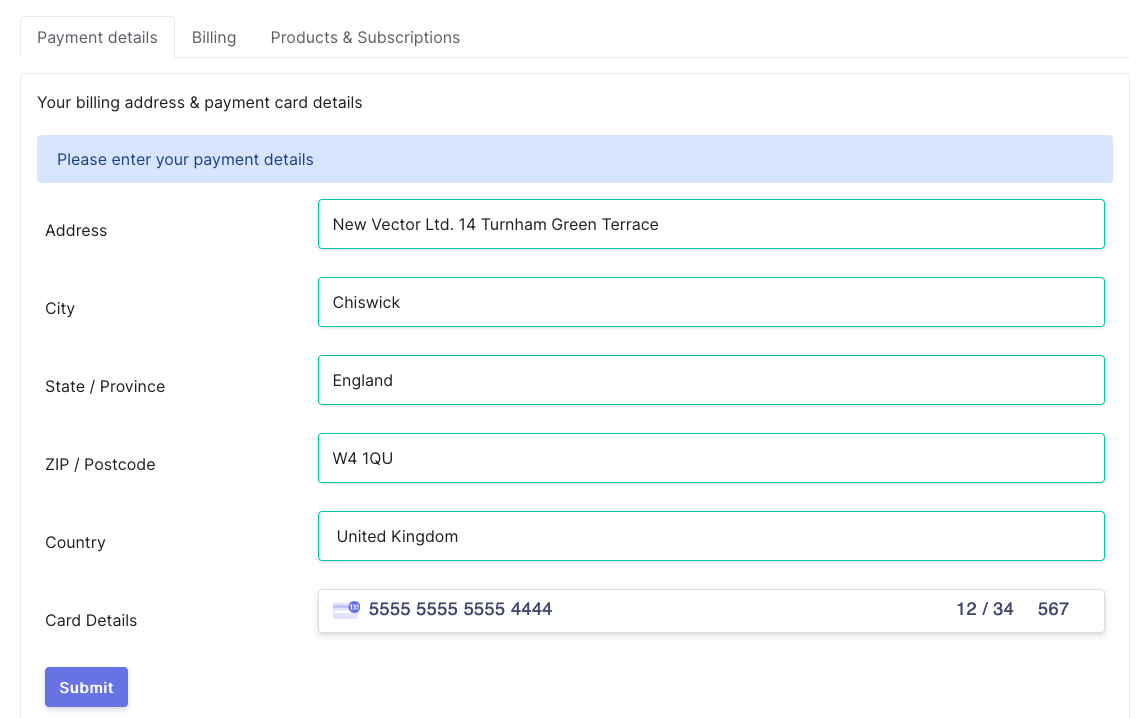 Payment details Billing Products & Subscriptions
Your billing address & payment card details
Please enter your payment details
Address New Vector Ltd. 14 Turnham Green Terrace
City Chiswick
State / Province England
ZIP / Postcode W4 1QU
Country United Kingdom
Card Details 135 5555 5555 5555 4444 12 / 34 567
Submit